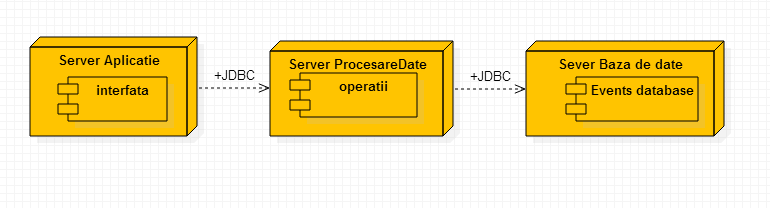 Server Aplicatie
interfata
+JDBC
Server ProcesareDate
operatii
+JDBC
Sever Baza de date
Events database